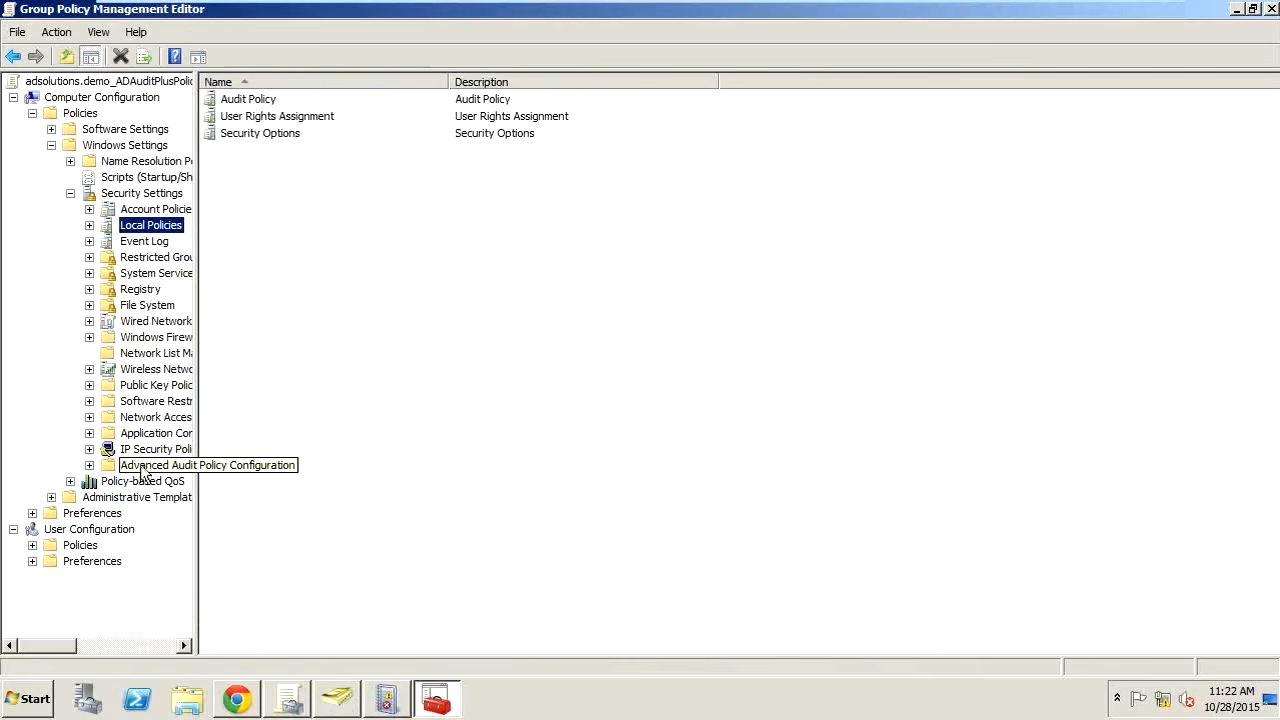 Group Policy Management Editor
File Action View Help
adsolutions.demo_ADAuditPlusPolic
Computer Configuration
Policies
Software Settings
Windows Settings
Name Resolution P
Scripts (Startup/Sh
Security Settings
Account Policie
Local Policies
Event Log
Restricted Grou
System Service
Registry
File System
Wired Network
Windows Firew
Network List Ma
Wireless Netwo
Public Key Polic
Software Restr
Network Acces
Application Cor
IP Security Poli
Advanced Audit Policy Configuration
Policy-based QoS
Administrative Templat
Preferences
User Configuration
Policies
Preferences
Name Description
Audit Policy Audit Policy
User Rights Assignment User Rights Assignment
Security Options Security Options
Start
11:22 AM
10/28/2015